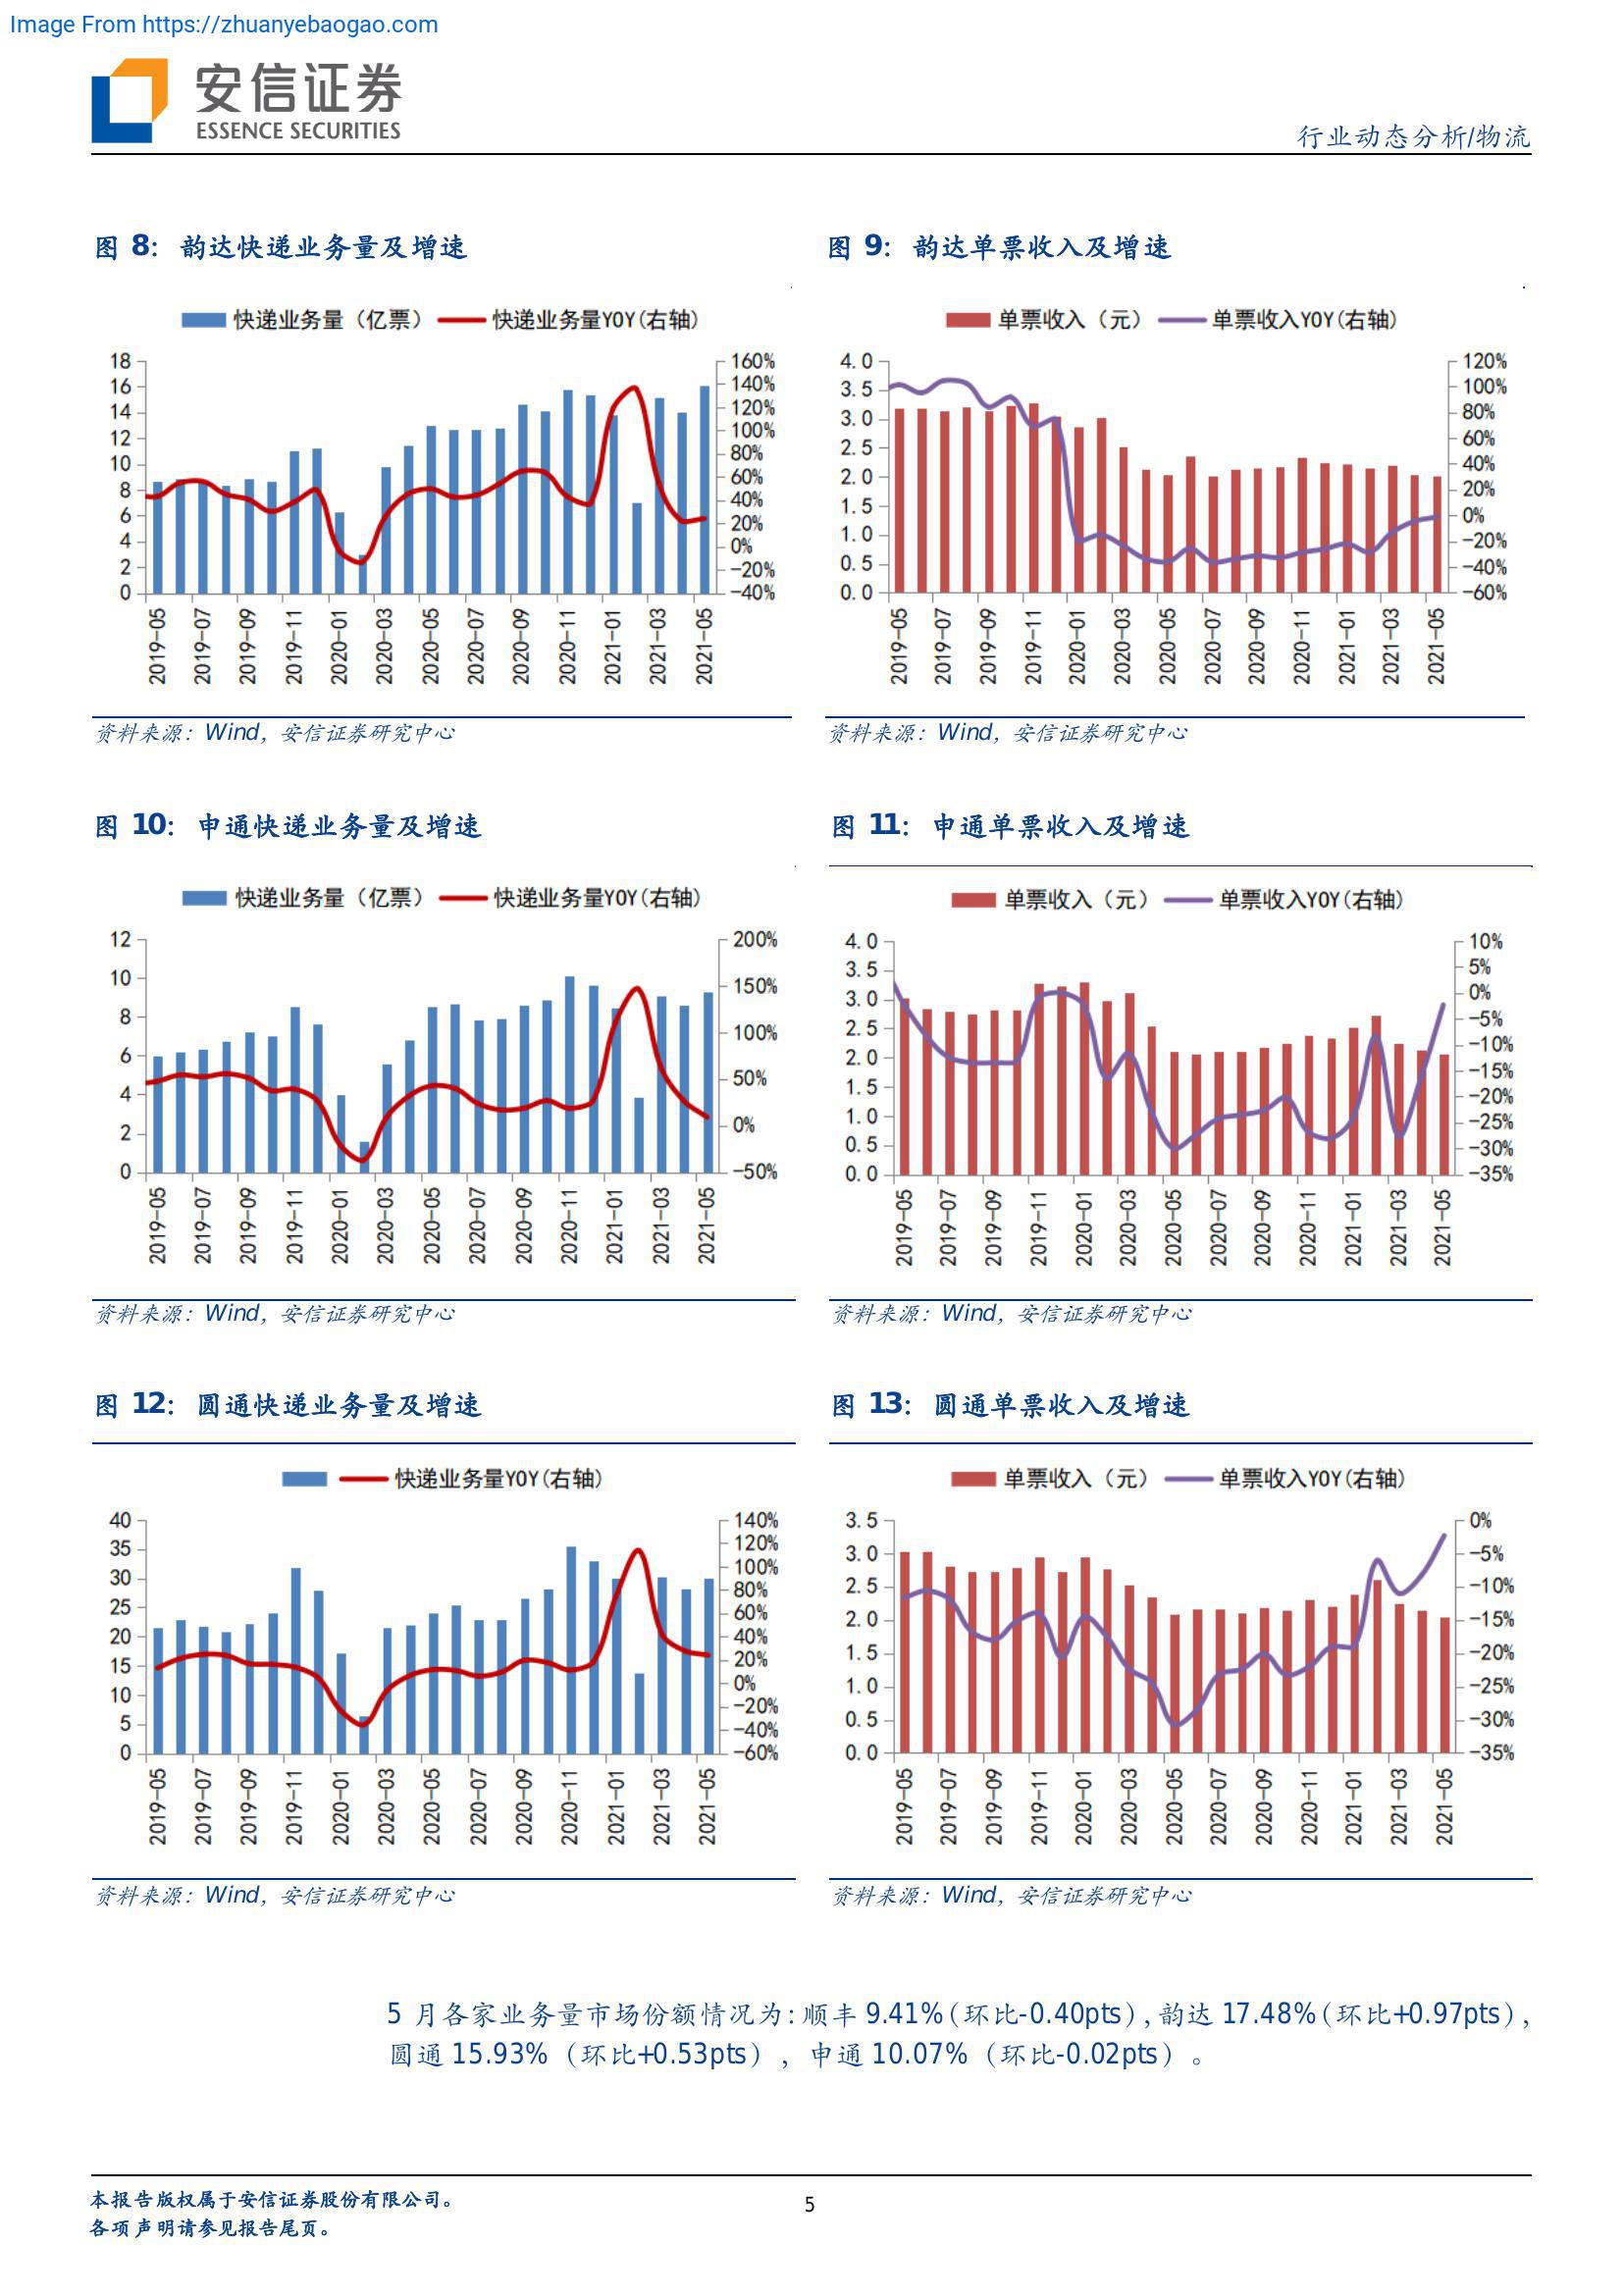 Image From https://zhuanyebaogao.com
安信证券
ESSENCE SECURITIES
行业动态分析/物流
图 8： 韵达快递业务量及增速
图 9： 韵达单票收入及增速
快递业务量（亿票） 快递业务量YOY(右轴)
18 16 14 12 10 8 6 4 2 0
160% 140% 120% 100% 80% 60% 40% 20% 0% -20% -40%
2019-05 2019-07 2019-09 2019-11 2020-01 2020-03 2020-05 2020-07 2020-09 2020-11 2021-01 2021-03 2021-05
单票收入（元） 单票收入YOY(右轴)
4.0 3.5 3.0 2.5 2.0 1.5 1.0 0.5 0.0
120% 100% 80% 60% 40% 20% 0% -20% -40% -60%
2019-05 2019-07 2019-09 2019-11 2020-01 2020-03 2020-05 2020-07 2020-09 2020-11 2021-01 2021-03 2021-05
资料来源：Wind，安信证券研究中心
资料来源：Wind，安信证券研究中心
图 10： 申通快递业务量及增速
图 11： 申通单票收入及增速
快递业务量（亿票） 快递业务量YOY(右轴)
12 10 8 6 4 2 0
200% 150% 100% 50% 0% -50%
2019-05 2019-07 2019-09 2019-11 2020-01 2020-03 2020-05 2020-07 2020-09 2020-11 2021-01 2021-03 2021-05
单票收入（元） 单票收入YOY(右轴)
4.0 3.5 3.0 2.5 2.0 1.5 1.0 0.5 0.0
10% 5% 0% -5% -10% -15% -20% -25% -30% -35%
2019-05 2019-07 2019-09 2019-11 2020-01 2020-03 2020-05 2020-07 2020-09 2020-11 2021-01 2021-03 2021-05
资料来源：Wind，安信证券研究中心
资料来源：Wind，安信证券研究中心
图 12： 圆通快递业务量及增速
图 13： 圆通单票收入及增速
快递业务量YOY(右轴)
40 35 30 25 20 15 10 5 0
140% 120% 100% 80% 60% 40% 20% 0% -20% -40% -60%
2019-05 2019-07 2019-09 2019-11 2020-01 2020-03 2020-05 2020-07 2020-09 2020-11 2021-01 2021-03 2021-05
单票收入（元） 单票收入YOY(右轴)
3.5 3.0 2.5 2.0 1.5 1.0 0.5 0.0
0% -5% -10% -15% -20% -25% -30% -35%
2019-05 2019-07 2019-09 2019-11 2020-01 2020-03 2020-05 2020-07 2020-09 2020-11 2021-01 2021-03 2021-05
资料来源：Wind，安信证券研究中心
资料来源：Wind，安信证券研究中心
5 月各家业务量市场份额情况为：顺丰 9.41%（环比-0.40pts），韵达 17.48%（环比+0.97pts），
圆通 15.93%（环比+0.53pts），申通 10.07%（环比-0.02pts）。
本报告版权属于安信证券股份有限公司。
各项声明请参见报告尾页。
5